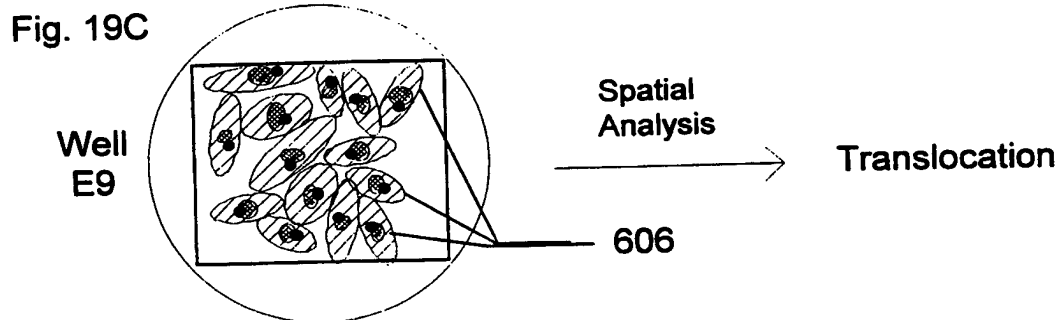 Fig. 19C
Well
E9
Spatial
Analysis
Translocation
606